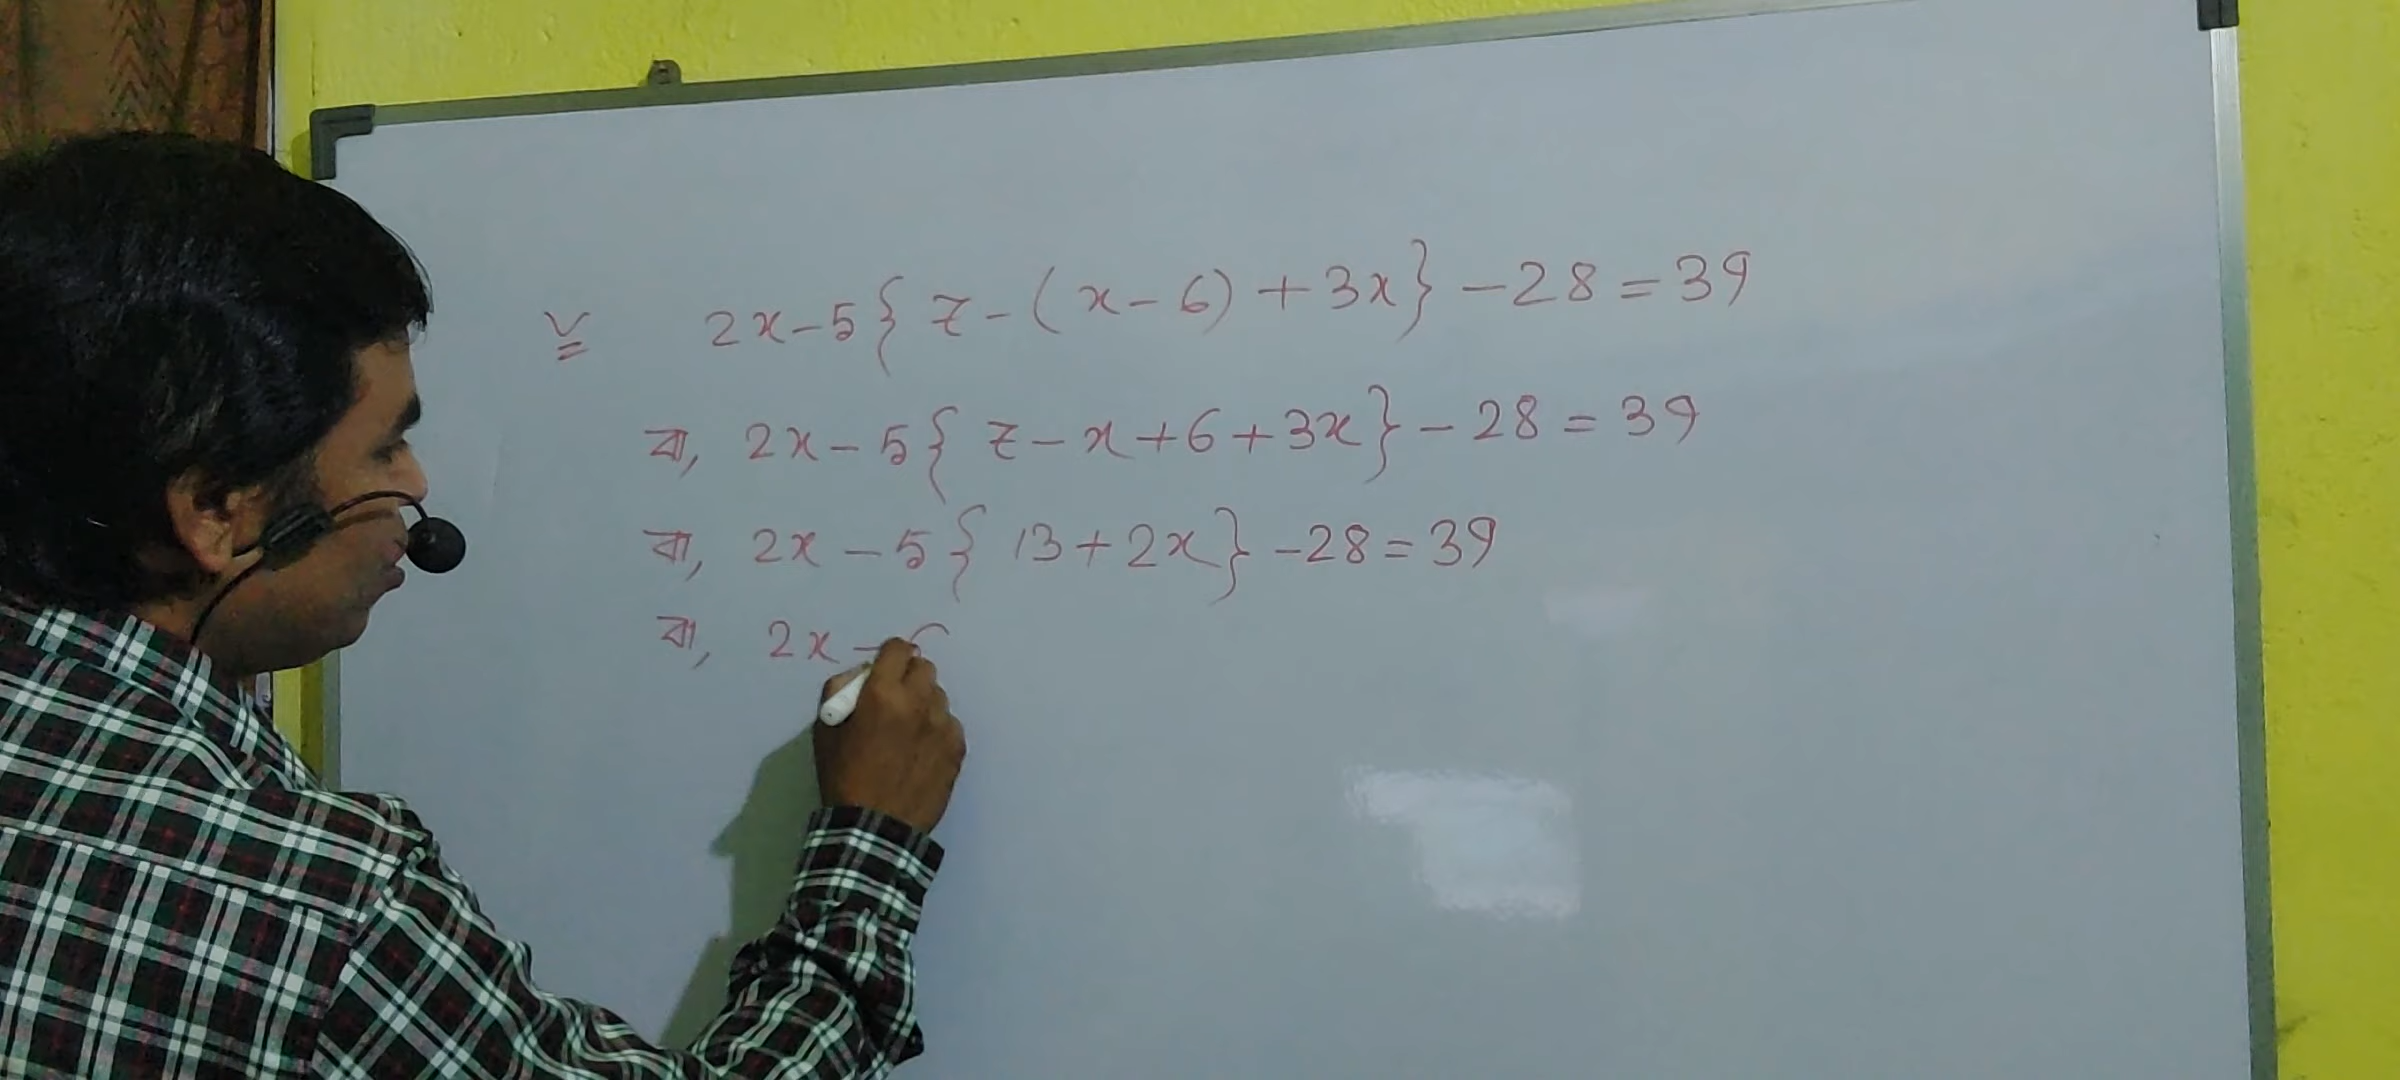 V 2x-5{ 7-(x-6)+3x}-28=39
বা, 2x-5{ 7-x+6+3x}-28=39
বা, 2x-5{ 13+2x}-28=39
বা, 2x-6